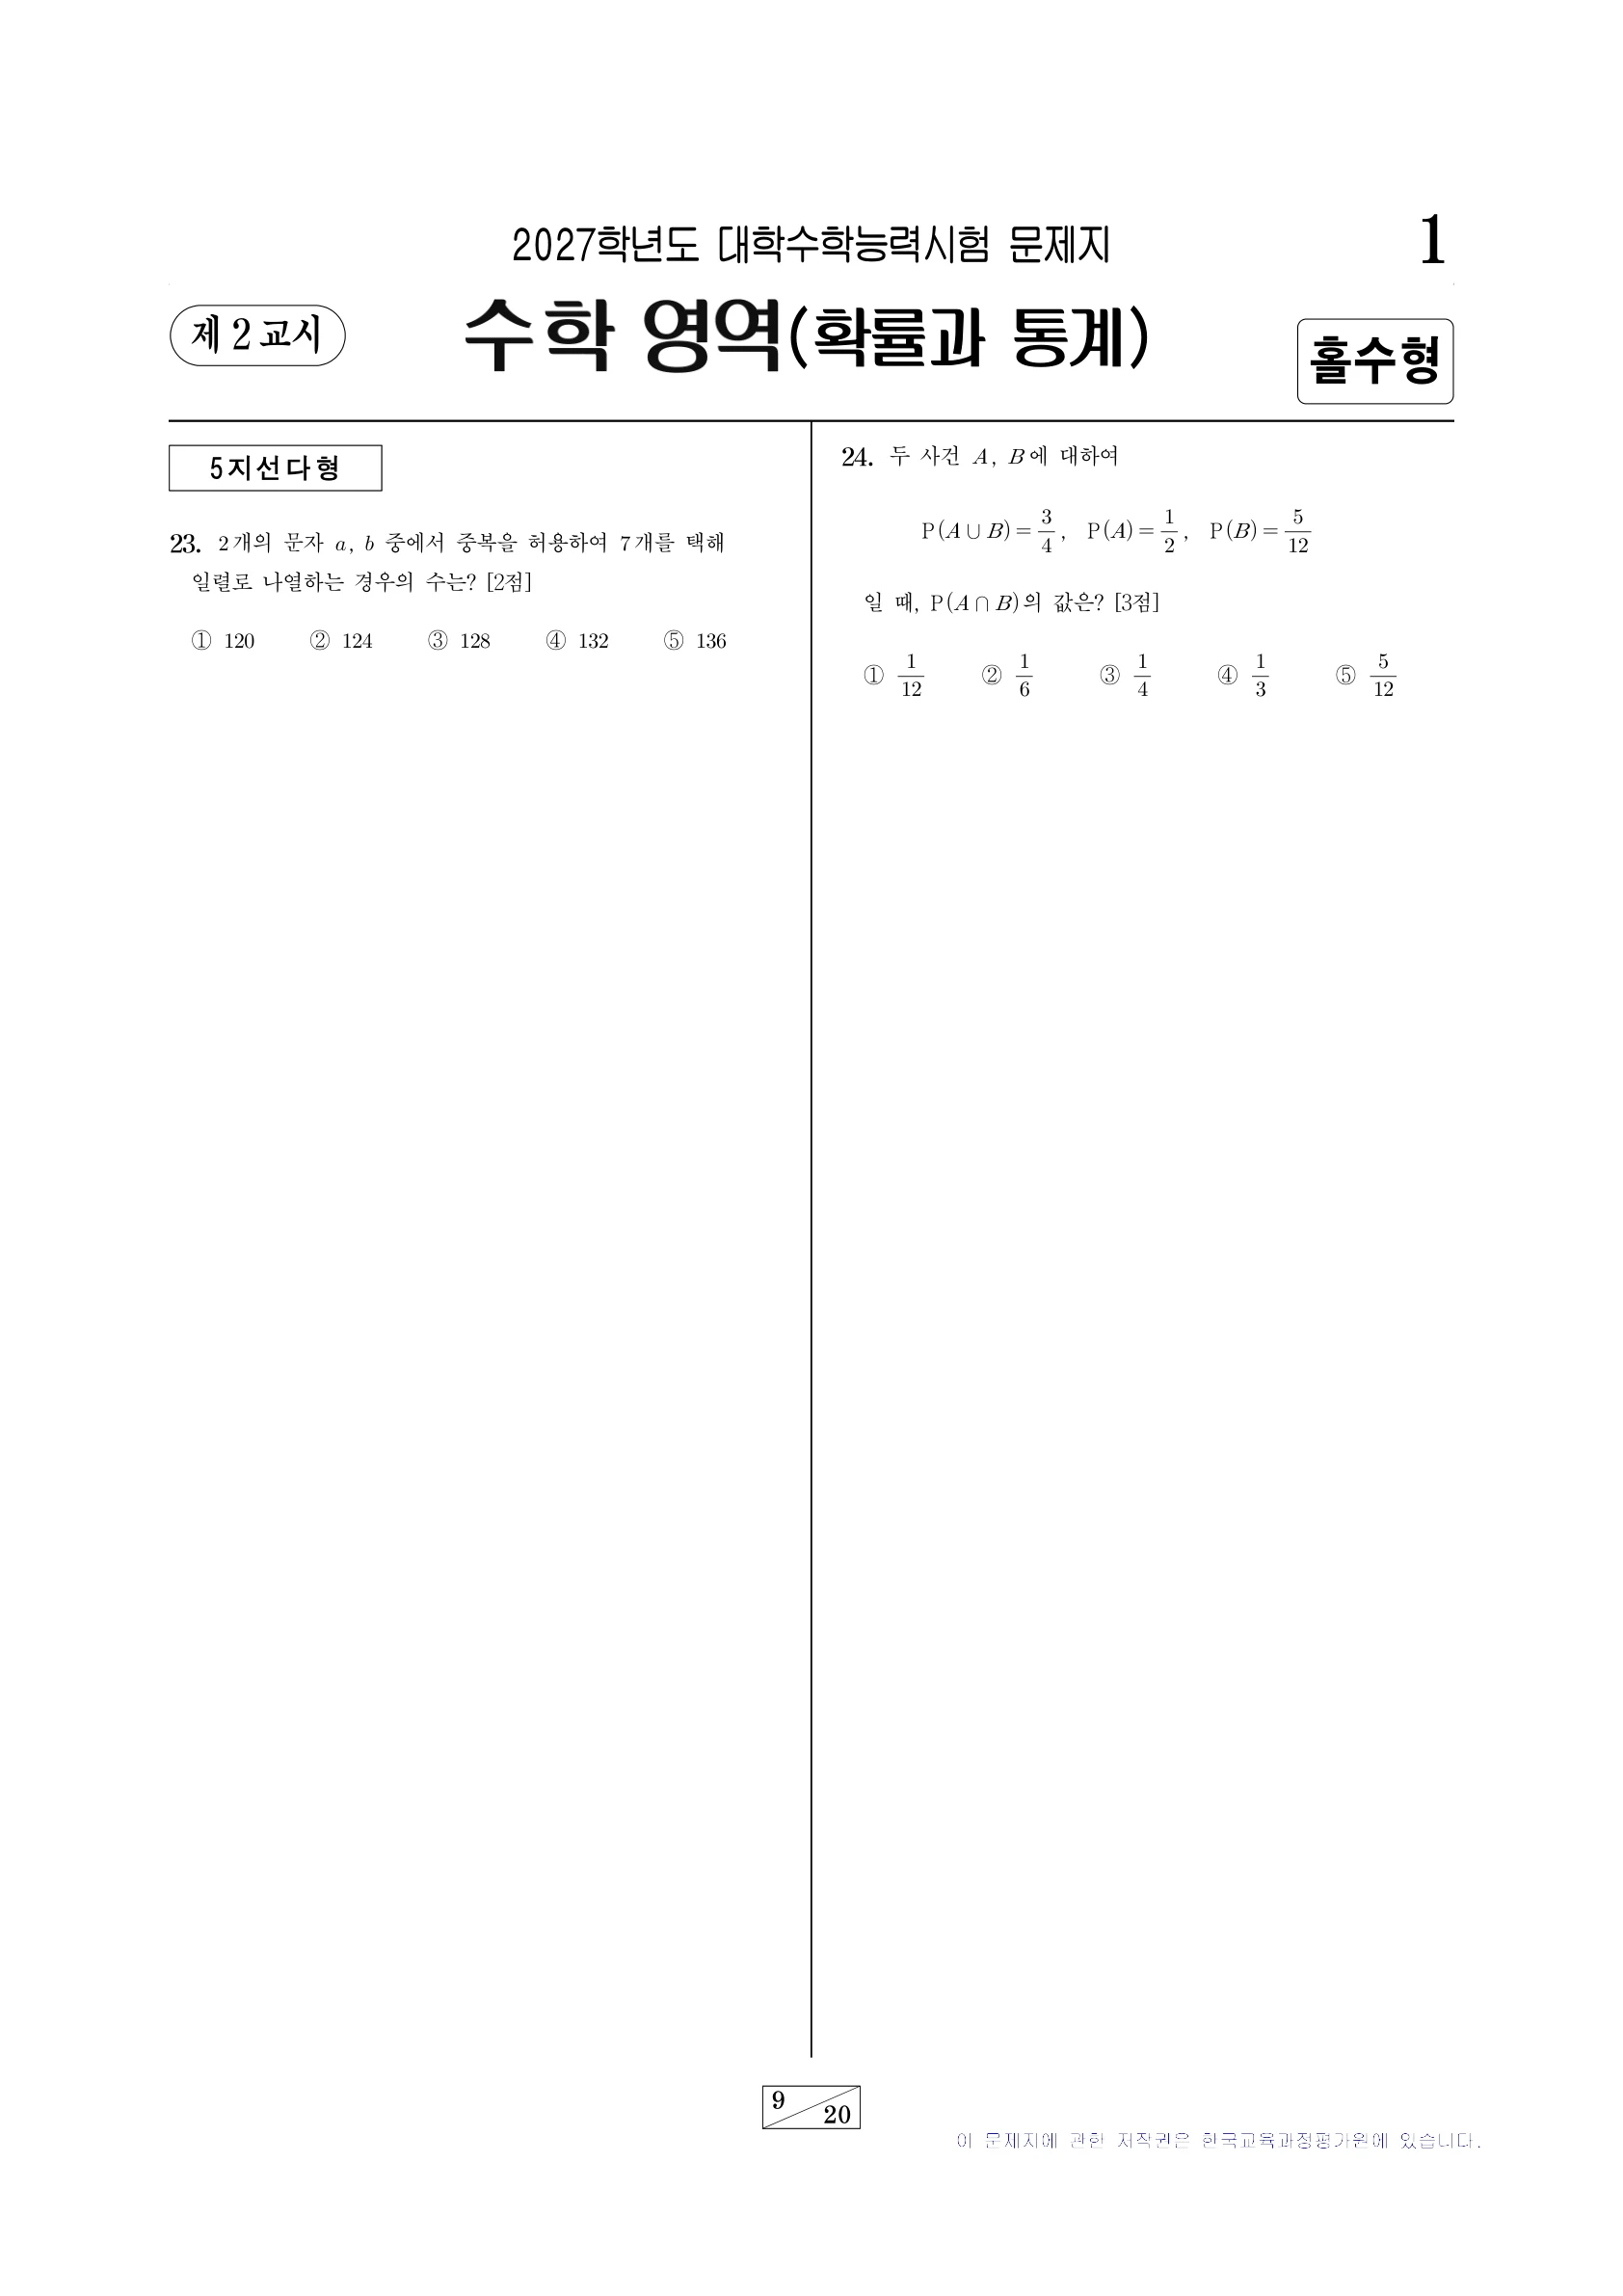 2027학년도 대학수학능력시험 문제지
1
제 2 교시
수학 영역(확률과 통계)
홀수형
5지선다형
23. 2개의 문자 a, b 중에서 중복을 허용하여 7개를 택해
일렬로 나열하는 경우의 수는? [2점]
① 120 ② 124 ③ 128 ④ 132 ⑤ 136
24. 두 사건 A, B에 대하여
P(A∪B)=3/4, P(A)=1/2, P(B)=5/12
일 때, P(A∩B)의 값은? [3점]
① 1/12 ② 1/6 ③ 1/4 ④ 1/3 ⑤ 5/12
9
20
이 문제지에 관한 저작권은 한국교육과정평가원에 있습니다.